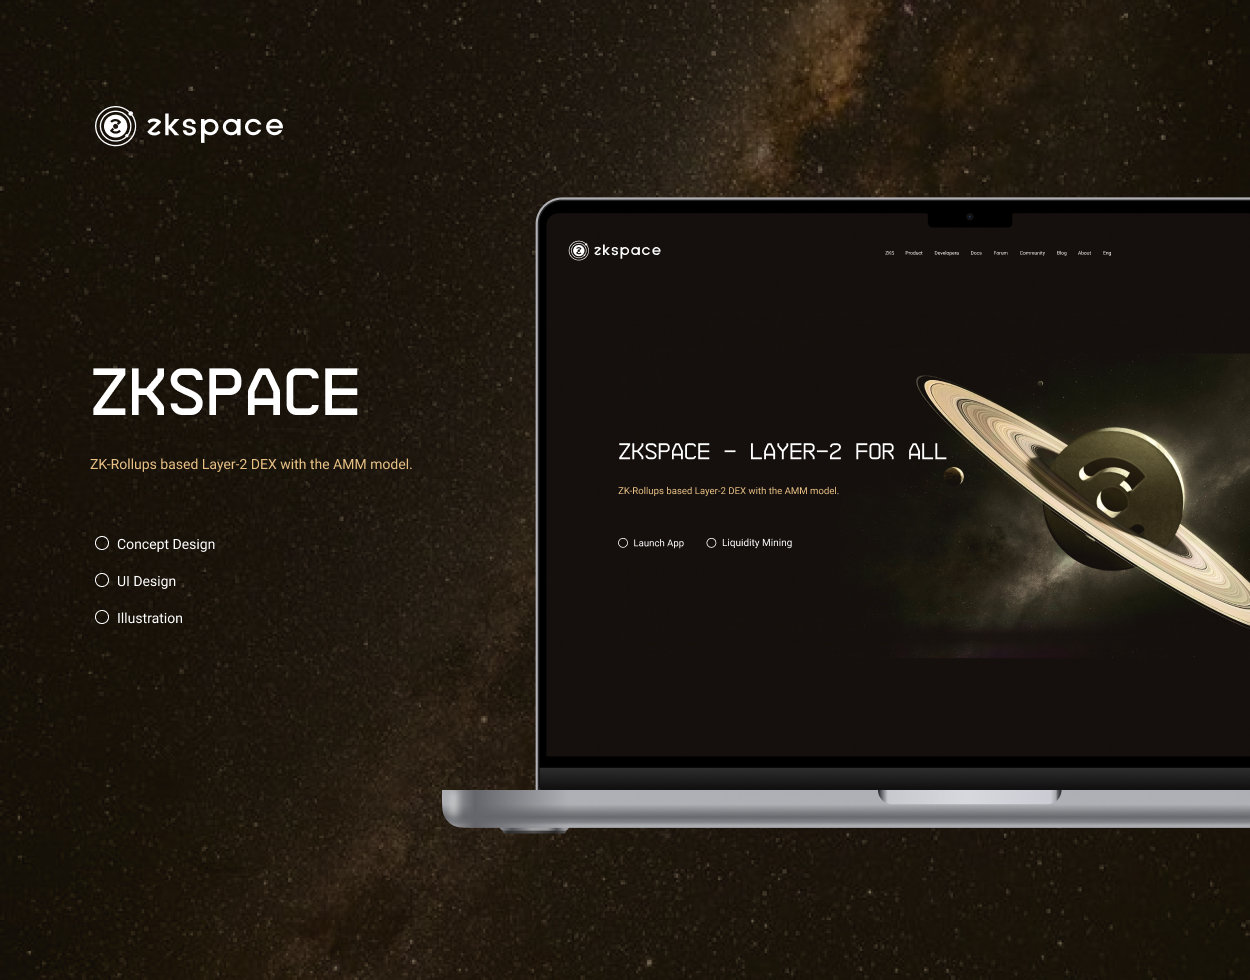 zkspace
ZKSPACE
ZK-Rollups based Layer-2 DEX with the AMM model.
Concept Design
UI Design
Illustration
zkspace
ZKS Product Developers Docs Forum Community Blog About Eng
ZKSPACE - LAYER-2 FOR ALL
ZK-Rollups based Layer-2 DEX with the AMM model.
Launch App Liquidity Mining